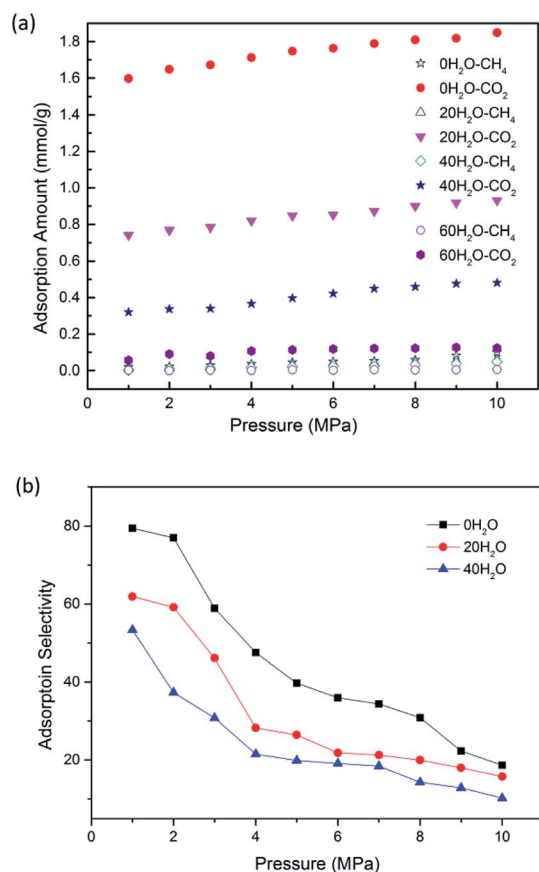 (a)
1.8
1.6
1.4
1.2
1.0
0.8
0.6
0.4
0.2
0.0
Adsorption Amount (mmol/g)
0H₂O-CH₄
0H₂O-CO₂
20H₂O-CH₄
20H₂O-CO₂
40H₂O-CH₄
40H₂O-CO₂
60H₂O-CH₄
60H₂O-CO₂
0 2 4 6 8 10
Pressure (MPa)
(b)
80
60
40
20
Adsorptoin Selectivity
0H₂O
20H₂O
40H₂O
0 2 4 6 8 10
Pressure (MPa)